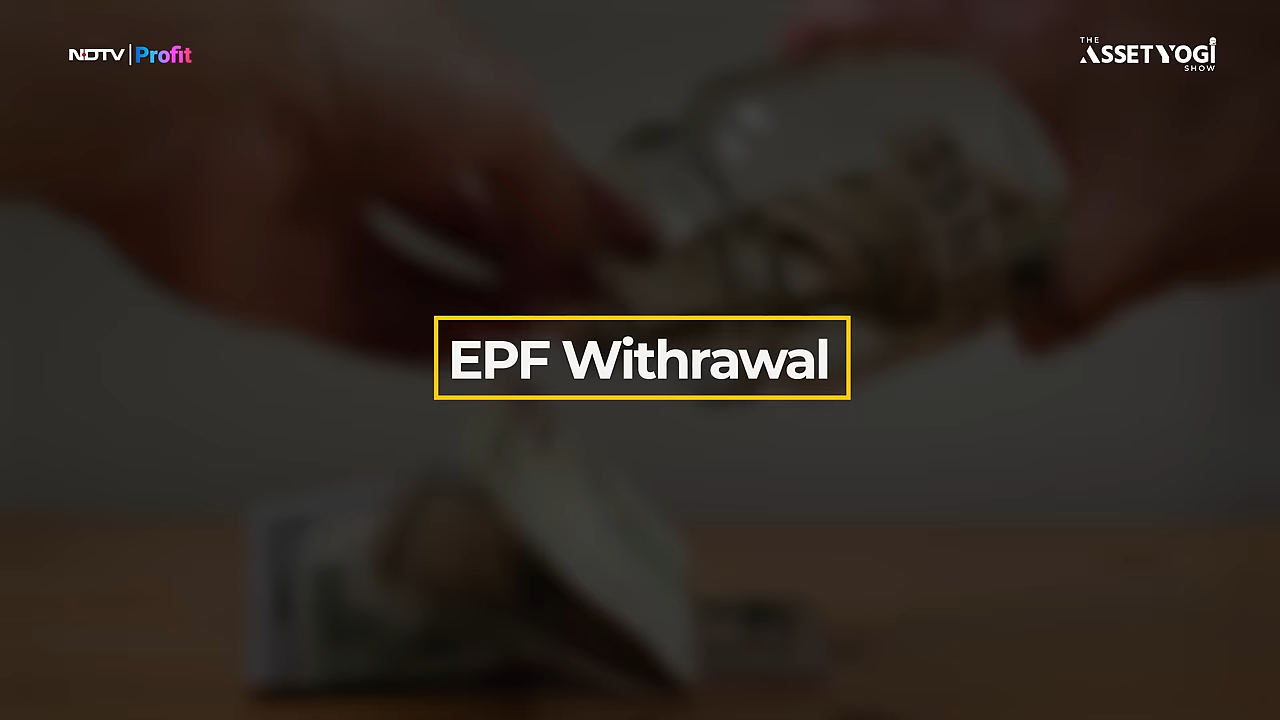 NDTV Profit
THE
ASSET YOGI
SHOW
EPF Withrawal